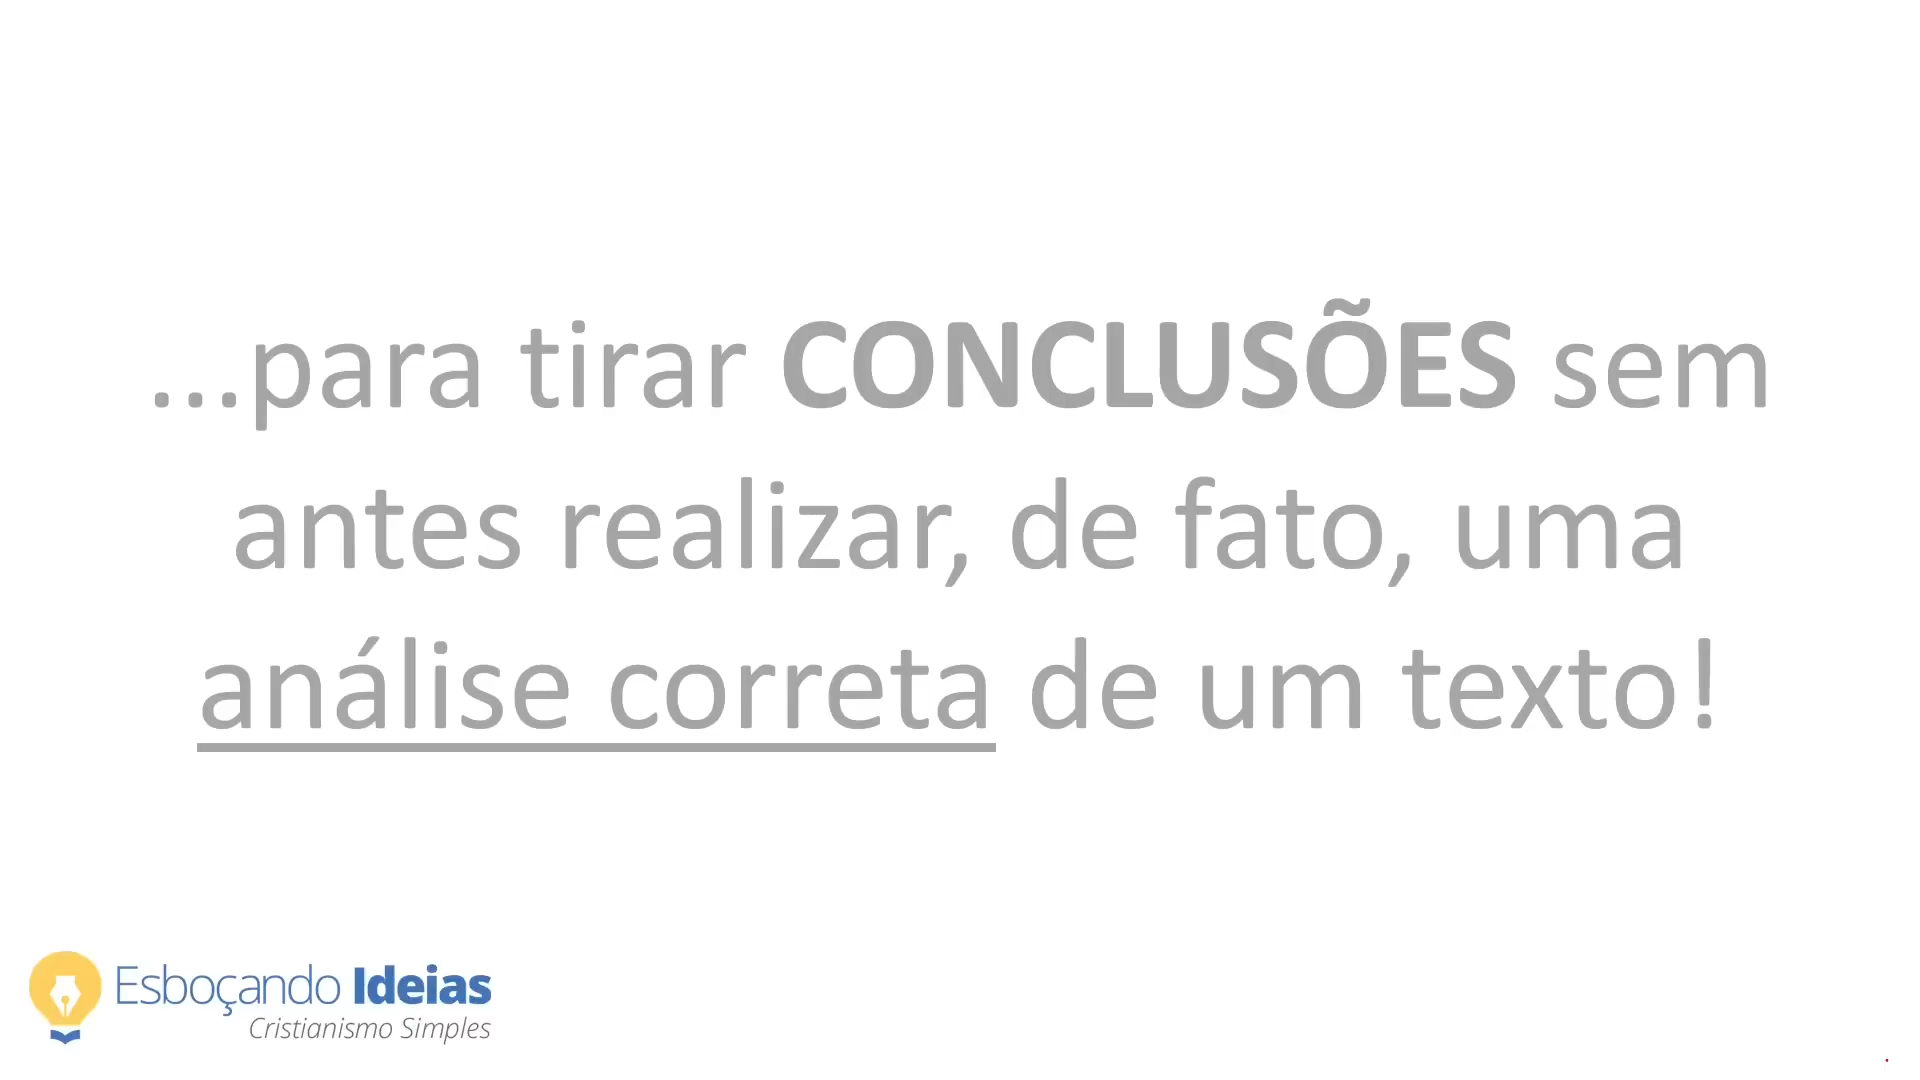 ...para tirar CONCLUSÕES sem
antes realizar, de fato, uma
análise correta de um texto!
Esboçando Ideias
Cristianismo Simples